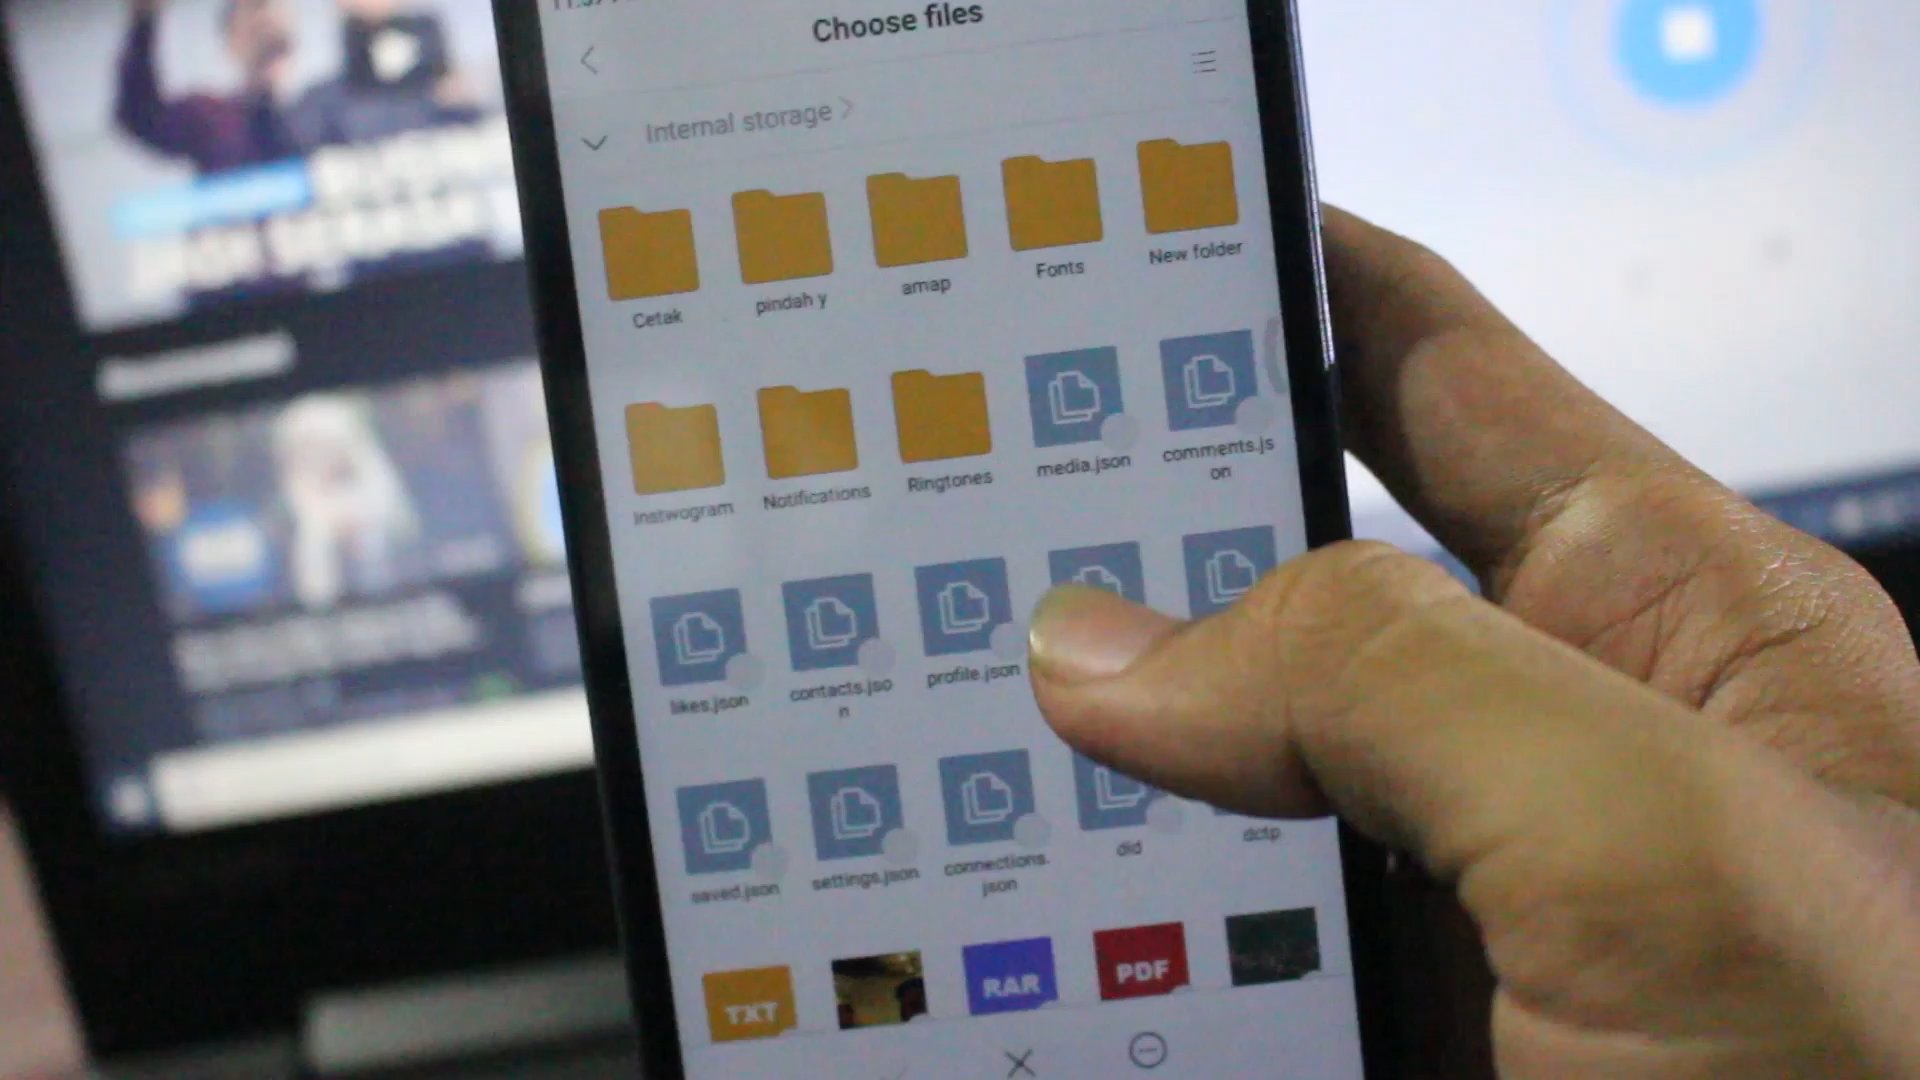 Choose files
Internal storage
Cetak
pindah y
amap
Fonts
New folder
Instwogram
Notifications
Ringtones
media.json
comments.js
on
likes.json
contacts.jso
n
profile.json
saved.json
settings.json
connections.
json
did
dctp
TXT
RAR
PDF